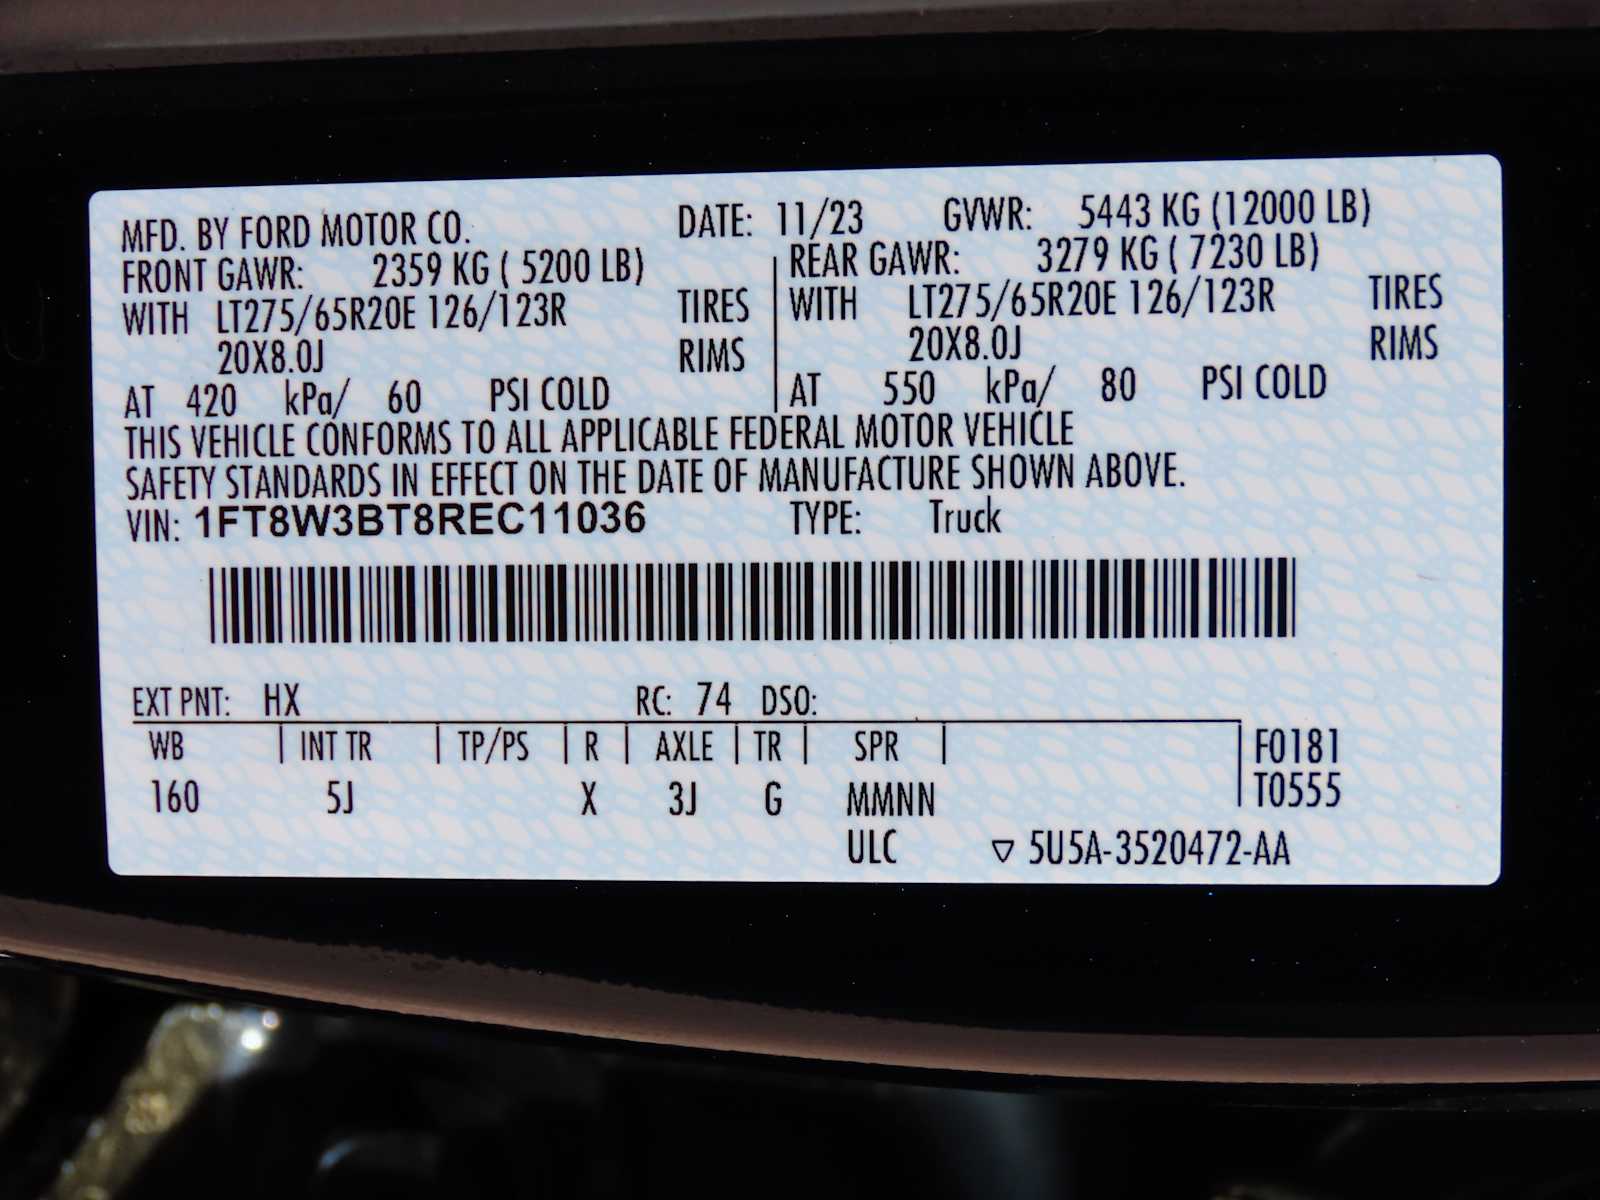 MFD. BY FORD MOTOR CO. DATE: 11/23 GVWR: 5443 KG (12000 LB)
FRONT GAWR: 2359 KG ( 5200 LB) REAR GAWR: 3279 KG ( 7230 LB)
WITH LT275/65R20E 126/123R TIRES WITH LT275/65R20E 126/123R TIRES
20X8.0J RIMS 20X8.0J RIMS
AT 420 kPa/ 60 PSI COLD AT 550 kPa/ 80 PSI COLD
THIS VEHICLE CONFORMS TO ALL APPLICABLE FEDERAL MOTOR VEHICLE
SAFETY STANDARDS IN EFFECT ON THE DATE OF MANUFACTURE SHOWN ABOVE.
VIN: 1FT8W3BT8REC11036 TYPE: Truck
EXT PNT: HX RC: 74 DSO:
WB INT TR TP/PS R AXLE TR SPR F0181
160 5J X 3J G MMNN T0555
ULC ▽ 5U5A-3520472-AA